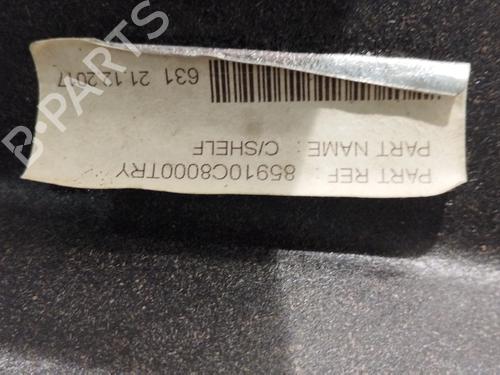 PART REF : 85910C8000TRY
PART NAME : C/SHELF
631 21.12.2017
B-PARTS